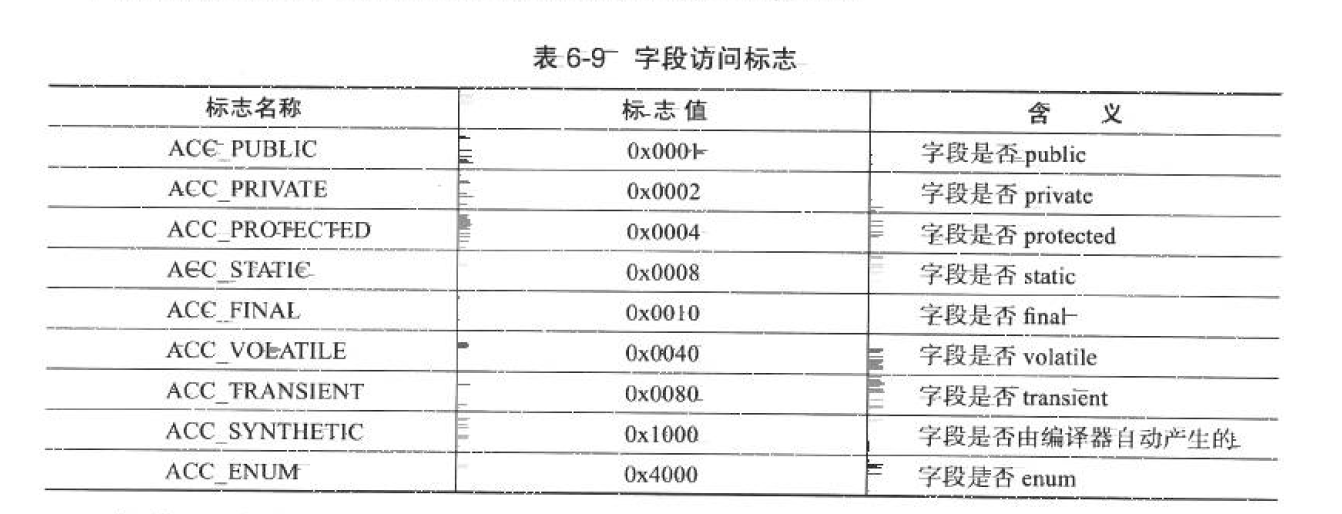 表 6-9 字段访问标志
标志名称 标志值 含 义
ACC_PUBLIC 0x0001 字段是否 public
ACC_PRIVATE 0x0002 字段是否 private
ACC_PROTECTED 0x0004 字段是否 protected
ACC_STATIC 0x0008 字段是否 static
ACC_FINAL 0x0010 字段是否 final
ACC_VOLATILE 0x0040 字段是否 volatile
ACC_TRANSIENT 0x0080 字段是否 transient
ACC_SYNTHETIC 0x1000 字段是否由编译器自动产生的
ACC_ENUM 0x4000 字段是否 enum